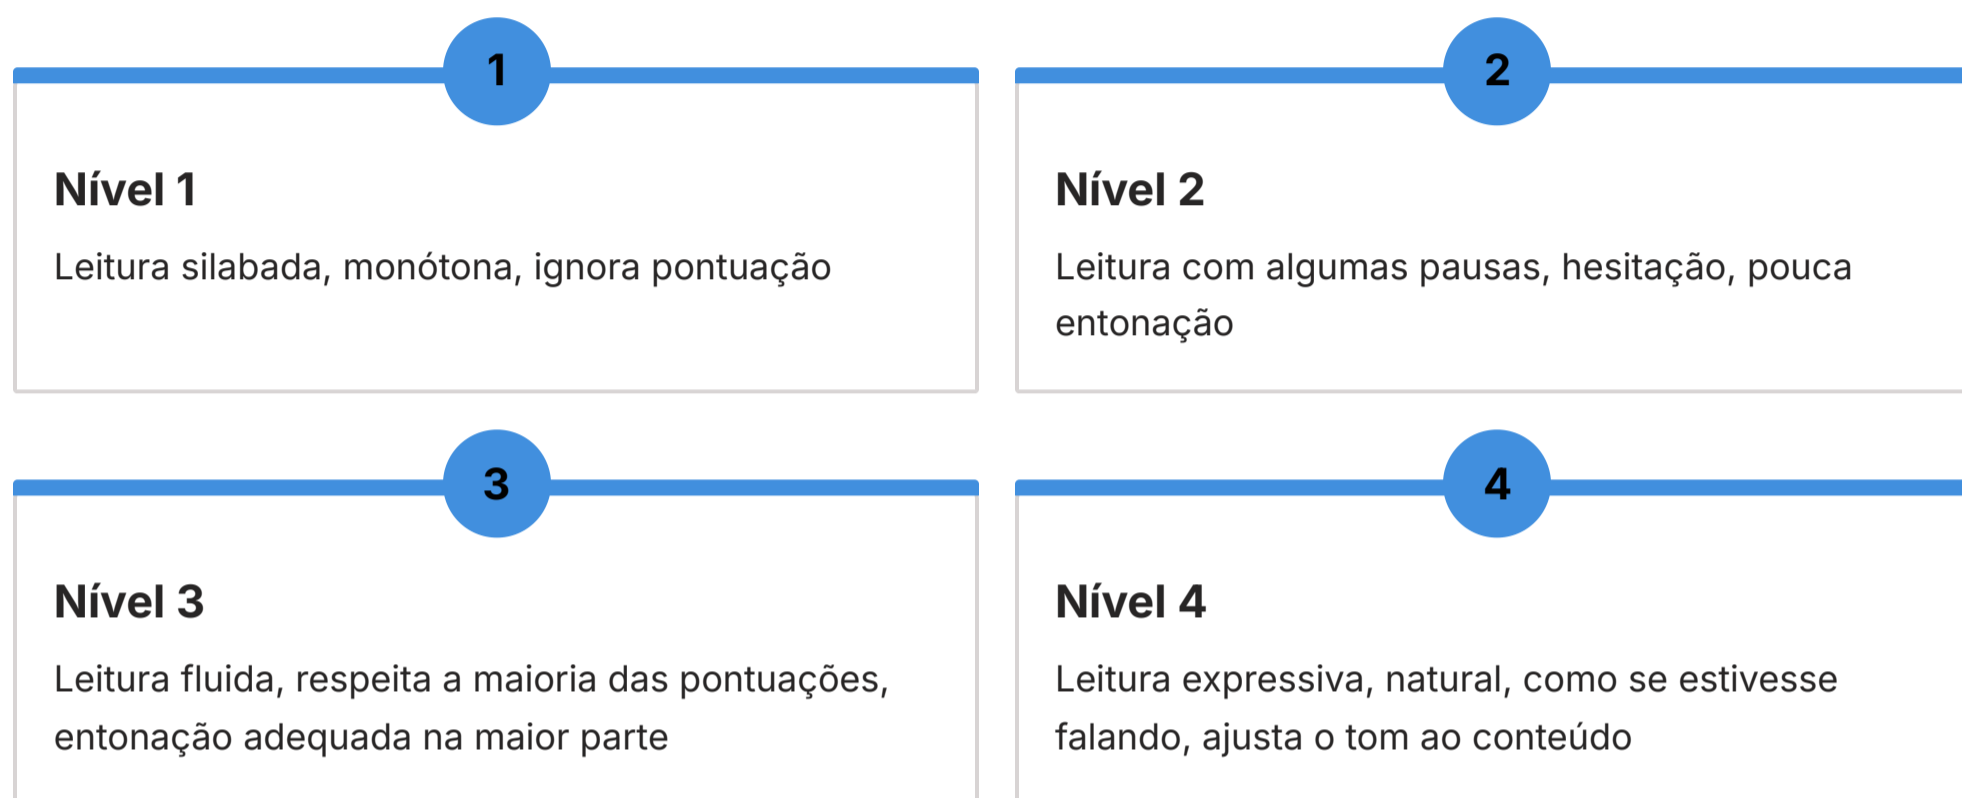 1
Nível 1
Leitura silabada, monótona, ignora pontuação
2
Nível 2
Leitura com algumas pausas, hesitação, pouca
entonação
3
Nível 3
Leitura fluida, respeita a maioria das pontuações,
entonação adequada na maior parte
4
Nível 4
Leitura expressiva, natural, como se estivesse
falando, ajusta o tom ao conteúdo